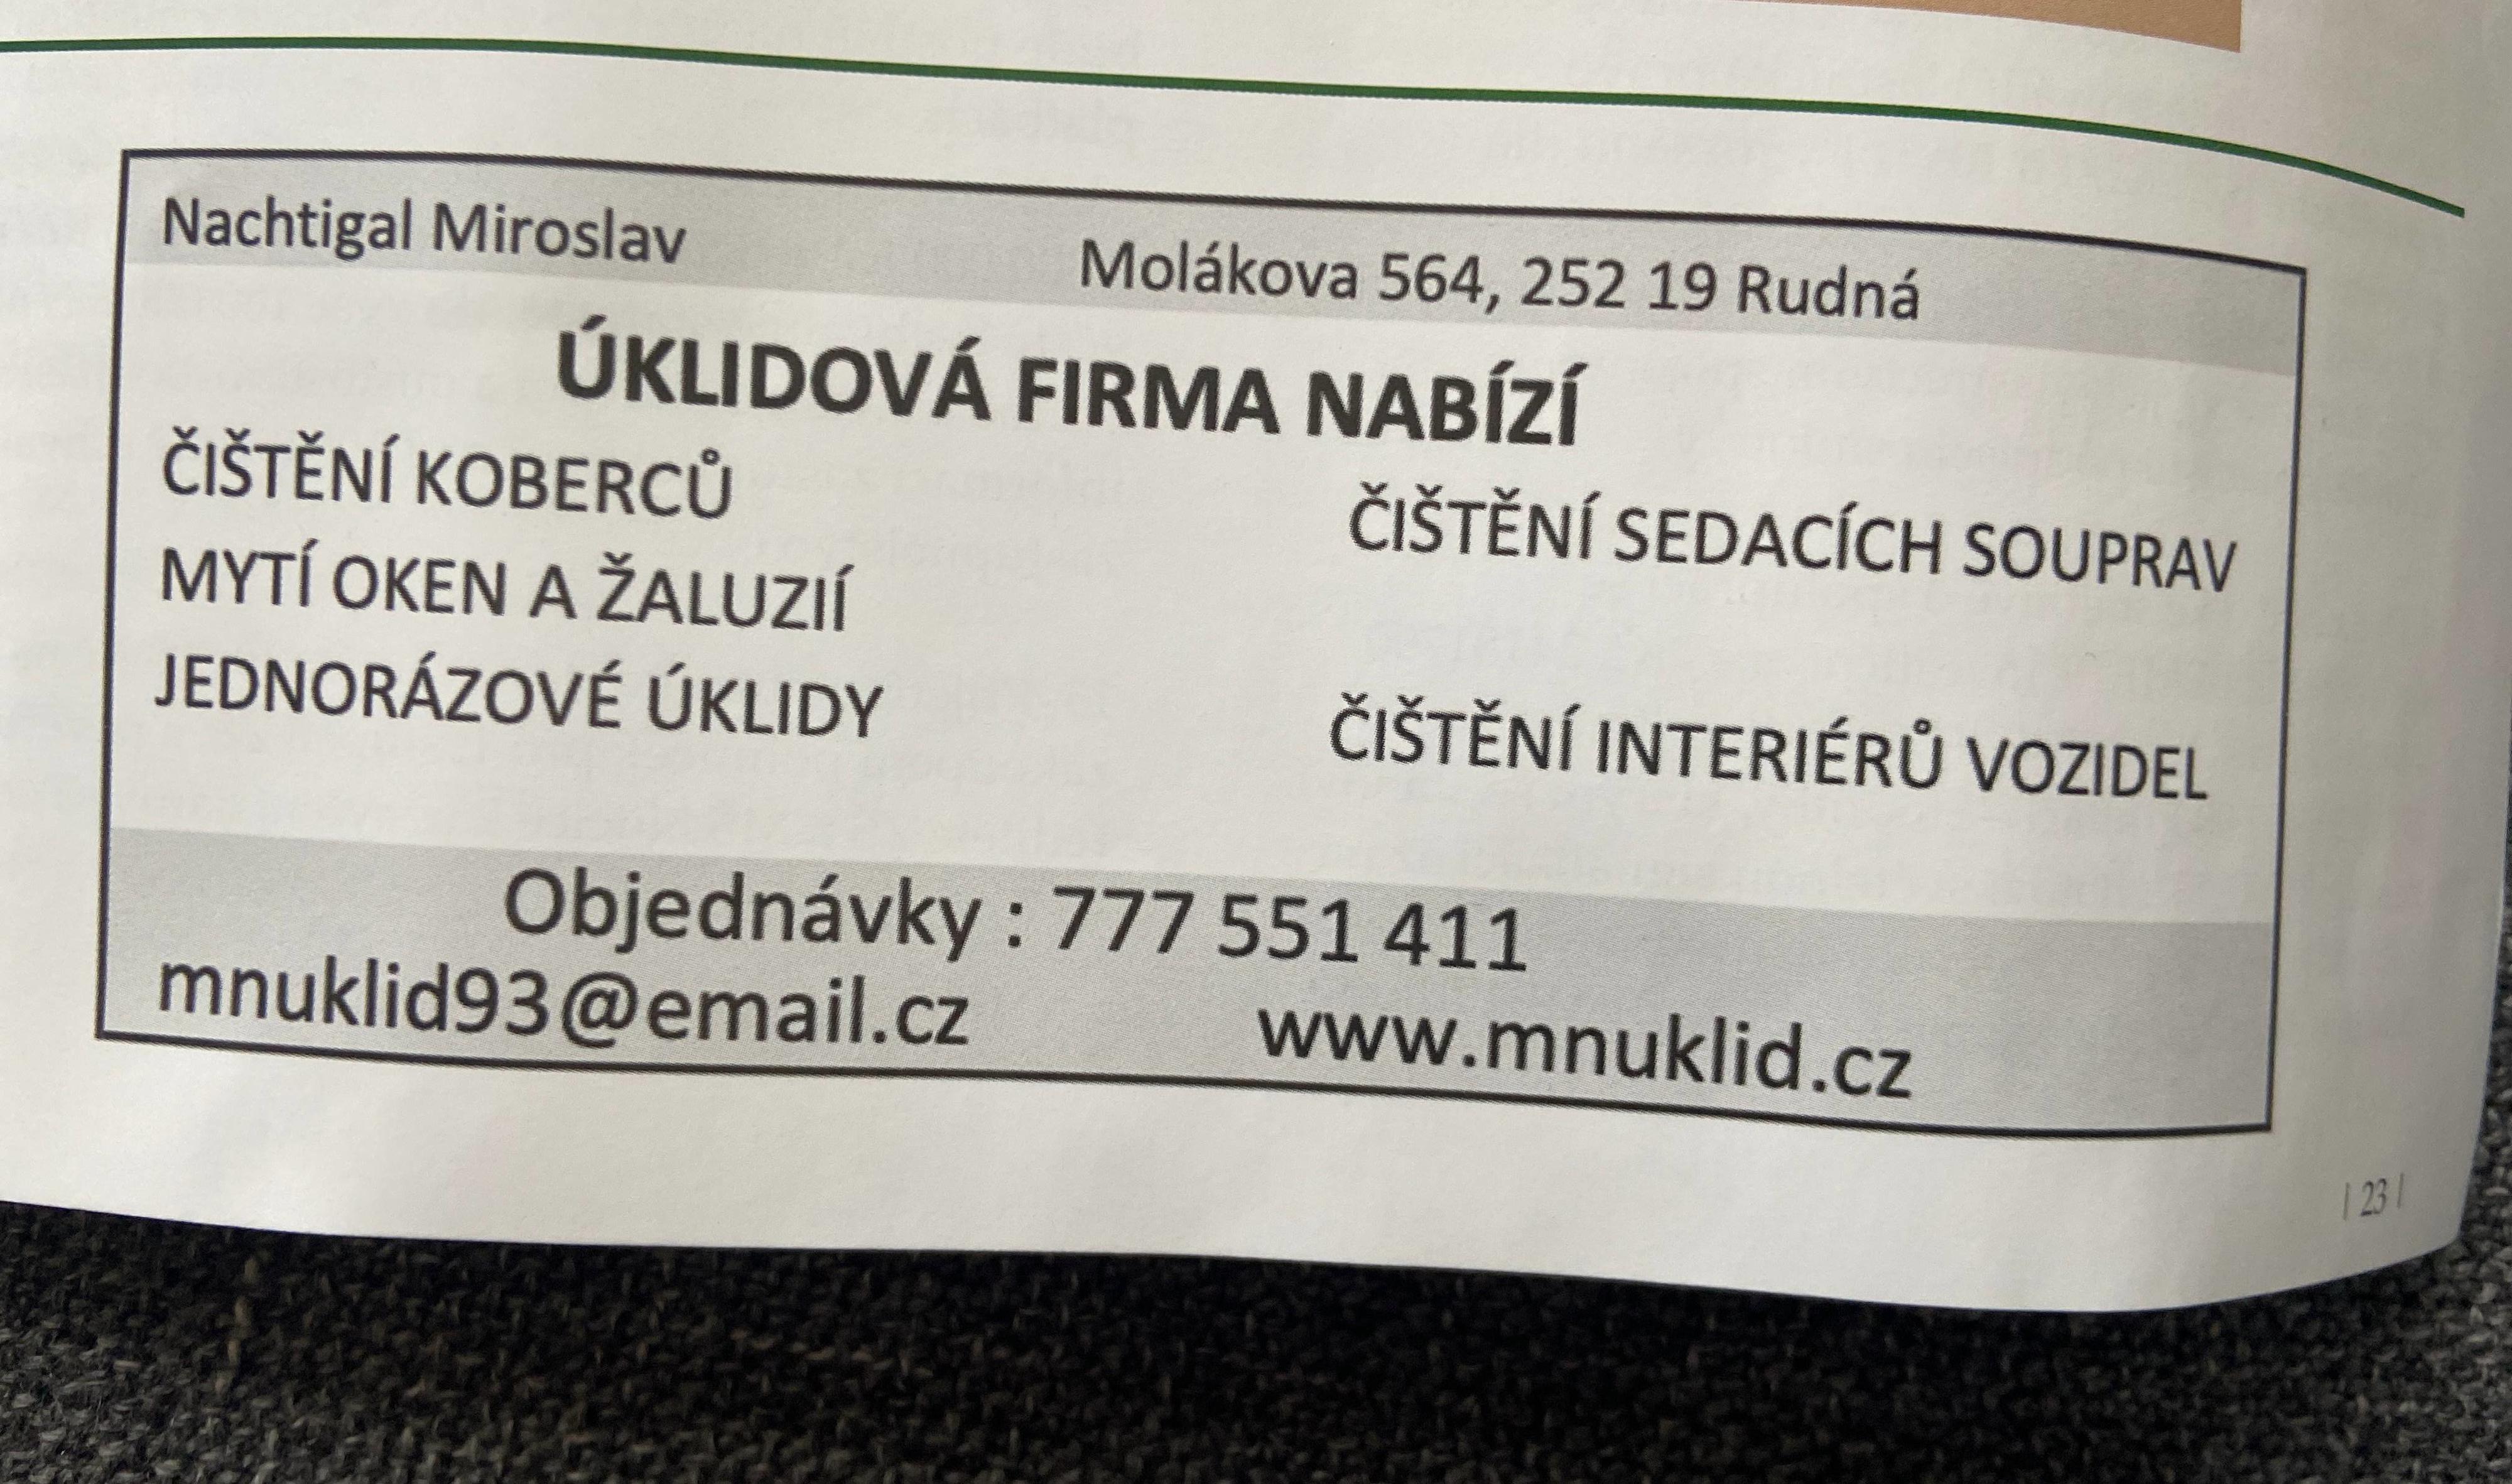 Nachtigal Miroslav Molákova 564, 252 19 Rudná
ÚKLIDOVÁ FIRMA NABÍZÍ
ČIŠTĚNÍ KOBERCŮ ČIŠTĚNÍ SEDACÍCH SOUPRAV
MYTÍ OKEN A ŽALUZIÍ
JEDNORÁZOVÉ ÚKLIDY ČIŠTĚNÍ INTERIÉRŮ VOZIDEL
Objednávky : 777 551 411
mnuklid93@email.cz www.mnuklid.cz
| 23 |